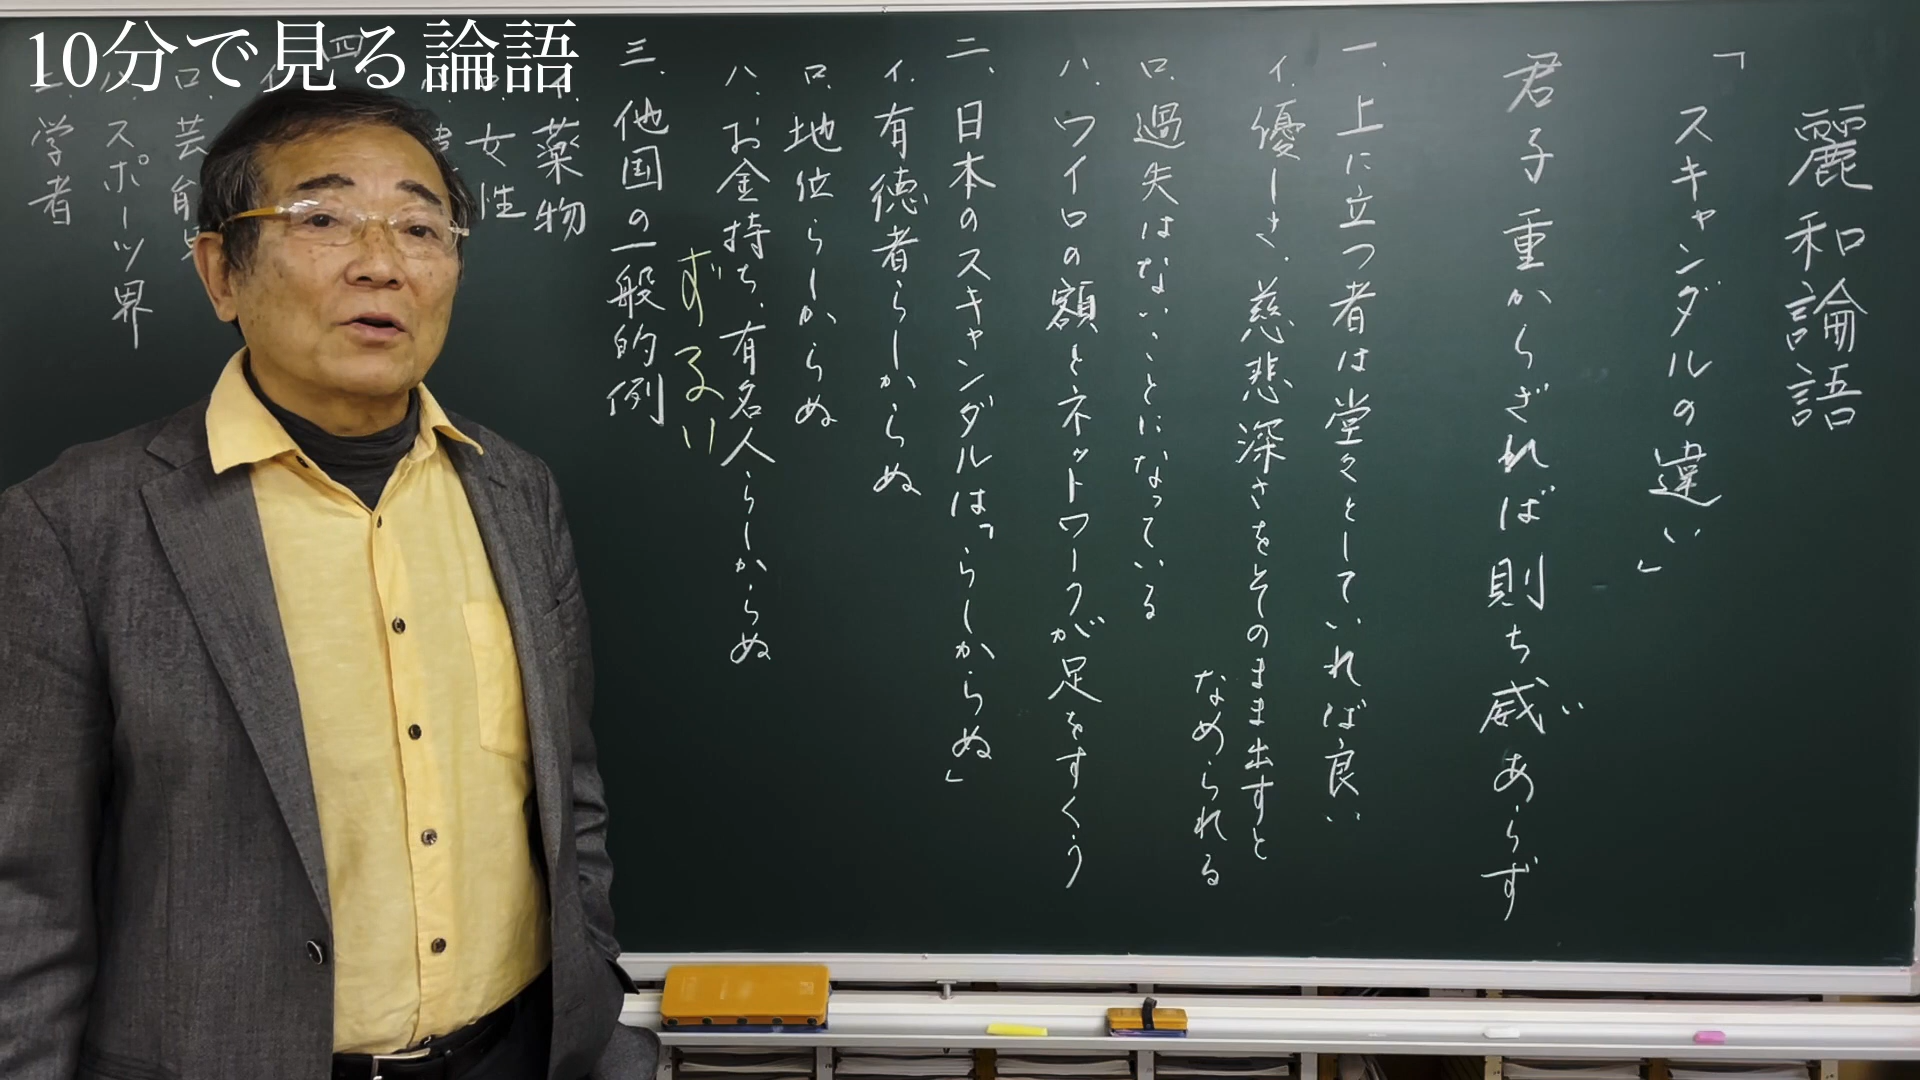 10分で見る論語
麗和論語
「スキャンダルの違い」
君子重からざれば則ち威あらず
い
一、上に立つ者は堂々としていれば良い
イ、優しさ、慈悲深さをそのまま出すと
なめられる
ロ、過失はないことになっている
ハ、ワイロの額とネットワークが足をすくう
二、日本のスキャンダルは「らしからぬ」
イ、有徳者らしからぬ
ロ、地位らしからぬ
ハ、お金持ち、有名人らしからぬ
ずるい
三、他国の一般的例
イ、薬物
ロ、女性
四
ロ、芸能界
ハ、スポーツ界
学者